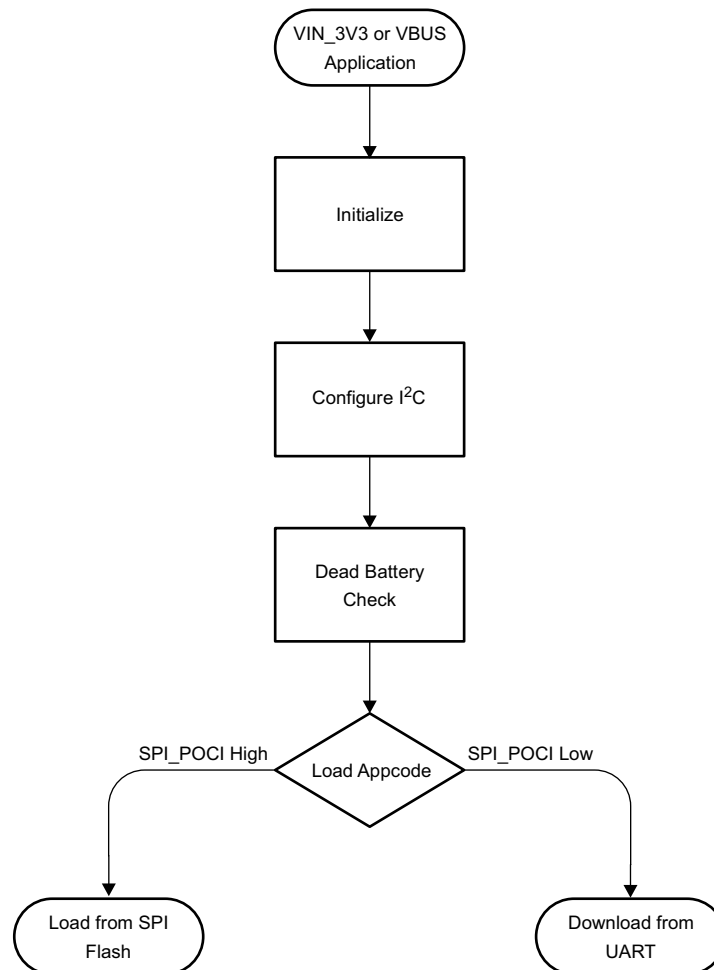 VIN_3V3 or VBUS
Application
Initialize
Configure I²C
Dead Battery
Check
SPI_POCI High
SPI_POCI Low
Load Appcode
Load from SPI
Flash
Download from
UART